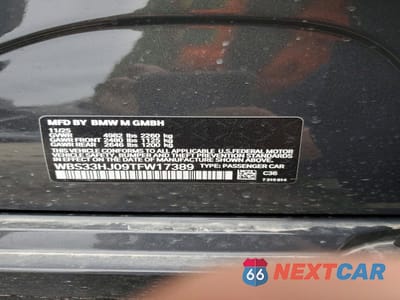 MFD BY BMW M GMBH
11/25
GVWR 4982 lbs 2260 kg
GAWR FRONT 2480 lbs 1125 kg
GAWR REAR 2646 lbs 1200 kg
THIS VEHICLE CONFORMS TO ALL APPLICABLE U.S. FEDERAL MOTOR
VEHICLE SAFETY, BUMPER, AND THEFT PREVENTION STANDARDS IN
EFFECT ON THE DATE OF MANUFACTURE SHOWN ABOVE.
WBS33HJ09TFW17389 TYPE: PASSENGER CAR
C36
66 NEXTCAR